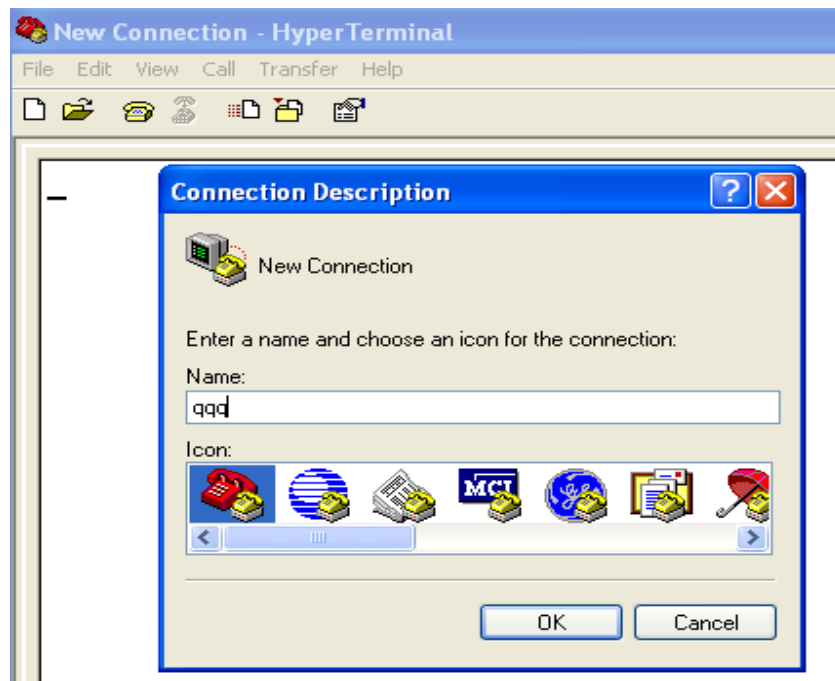 New Connection - HyperTerminal
File Edit View Call Transfer Help
Connection Description
New Connection
Enter a name and choose an icon for the connection:
Name:
qqq
Icon:
MCI
OK Cancel